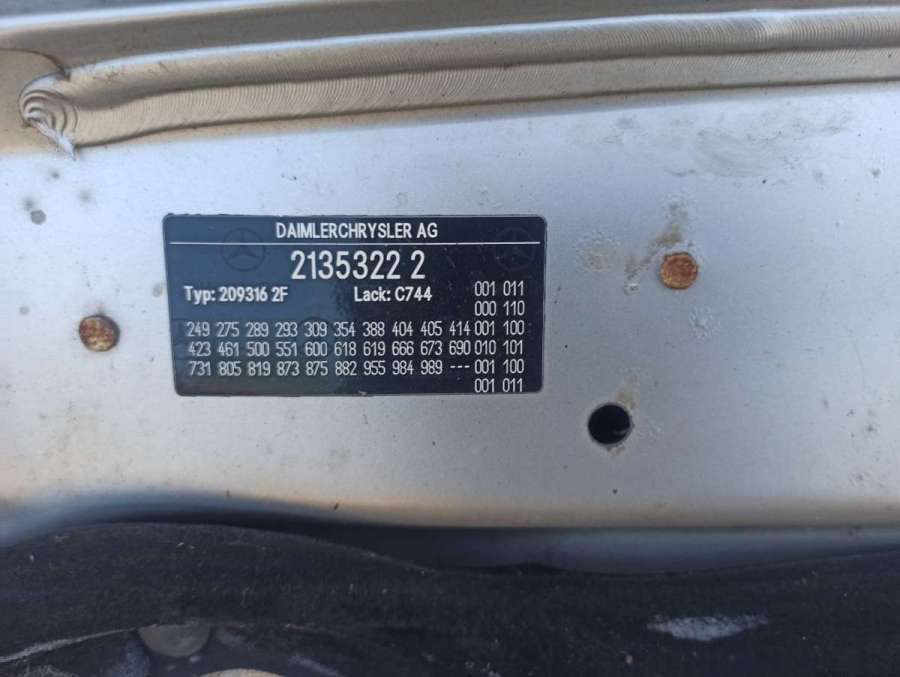 DAIMLERCHRYSLER AG
2135322 2
Typ: 209316 2F Lack: C744 001 011
000 110
249 275 289 293 309 354 388 404 405 414 001 100
423 461 500 551 600 618 619 666 673 690 010 101
731 805 819 873 875 882 955 984 989 --- 001 100
001 011